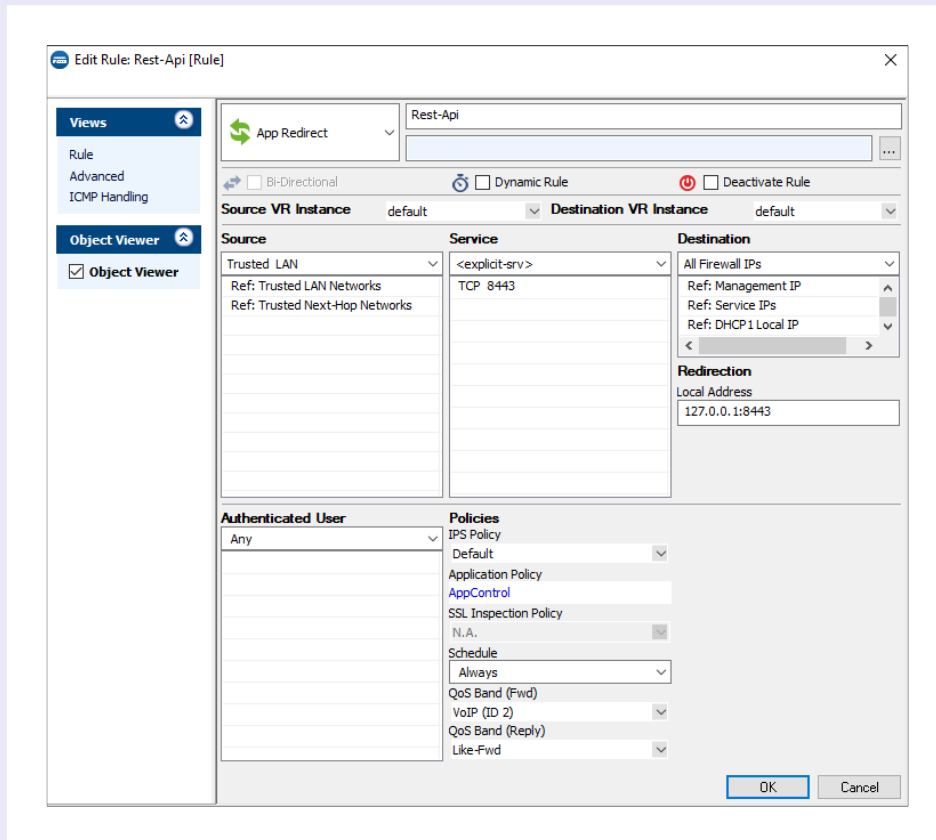 Edit Rule: Rest-Api [Rule]
Views
Rule
Advanced
ICMP Handling
Object Viewer
Object Viewer
App Redirect
Rest-Api
...
Bi-Directional
Dynamic Rule
Deactivate Rule
Source VR Instance
default
Destination VR Instance
default
Source
Trusted LAN
Ref: Trusted LAN Networks
Ref: Trusted Next-Hop Networks
Service
<explicit-srv>
TCP 8443
Destination
All Firewall IPs
Ref: Management IP
Ref: Service IPs
Ref: DHCP1 Local IP
Redirection
Local Address
127.0.0.1:8443
Authenticated User
Any
Policies
IPS Policy
Default
Application Policy
AppControl
SSL Inspection Policy
N.A.
Schedule
Always
QoS Band (Fwd)
VoIP (ID 2)
QoS Band (Reply)
Like-Fwd
OK
Cancel